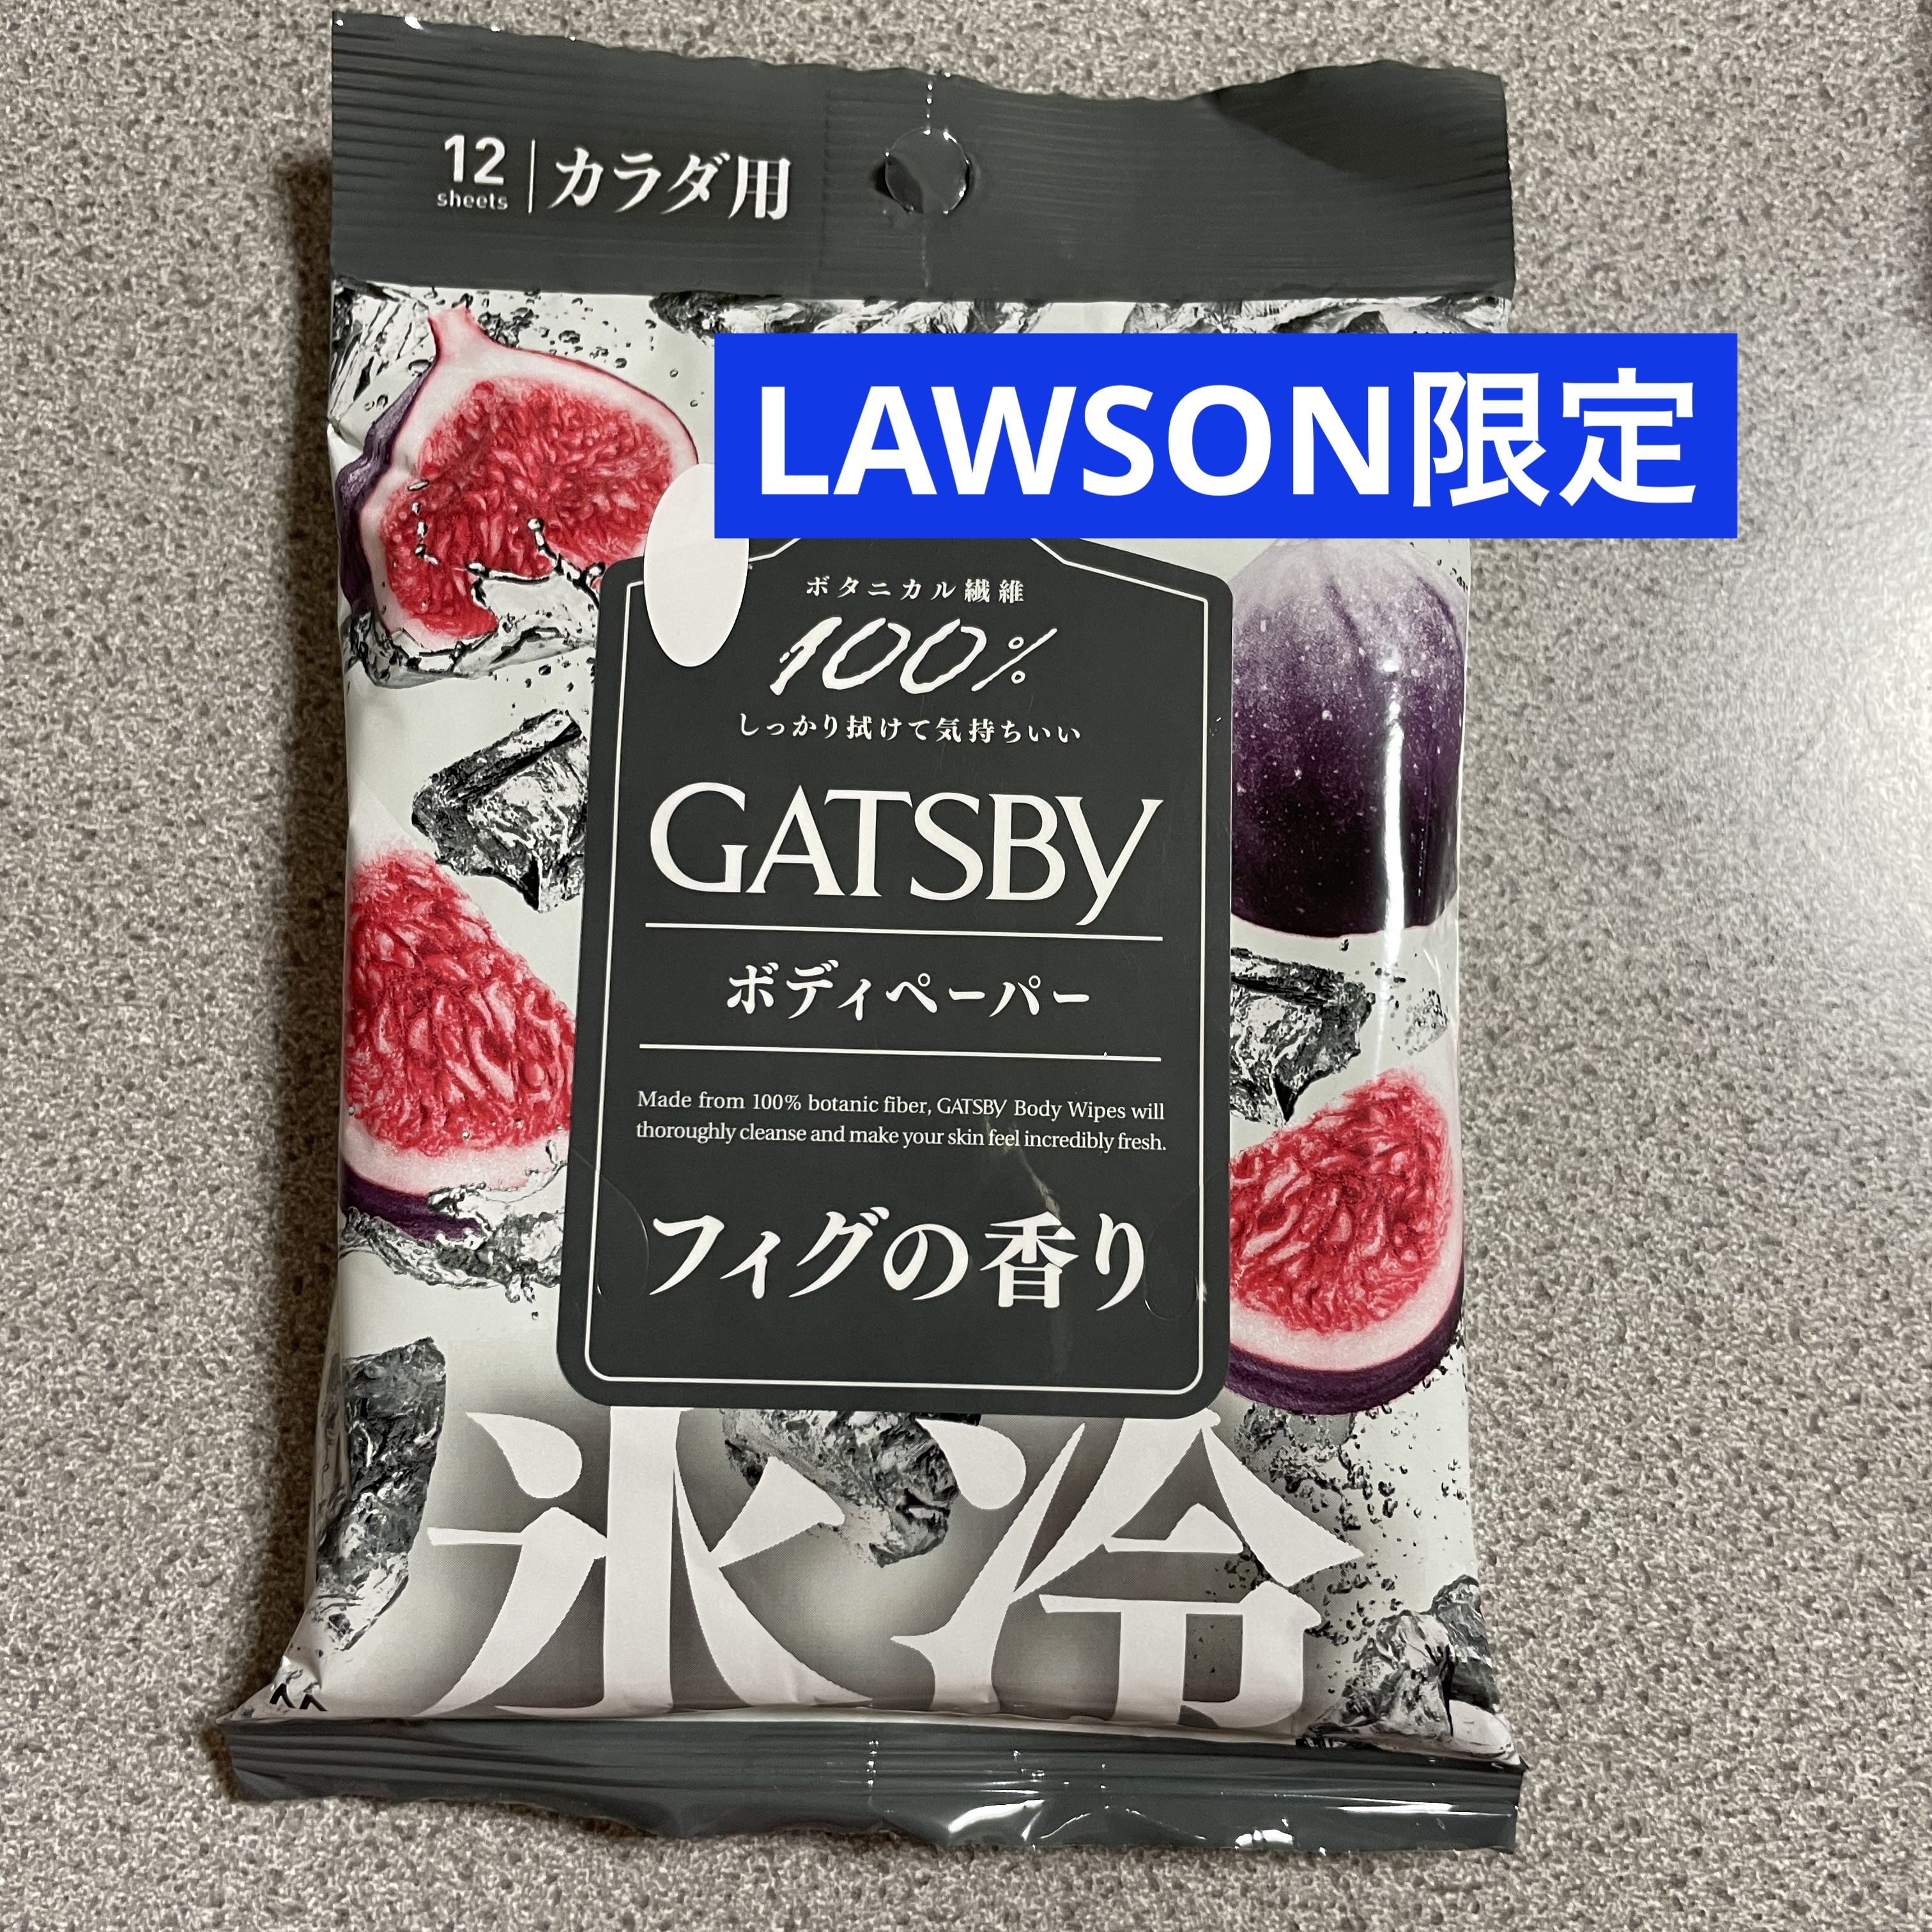 12
sheets
カラダ用
LAWSON限定
ボタニカル繊維
100%
しっかり拭けて気持ちいい
GATSBY
ボディペーパー
Made from 100% botanic fiber, GATSBY Body Wipes will
thoroughly cleanse and make your skin feel incredibly fresh.
フィグの香り
氷冷